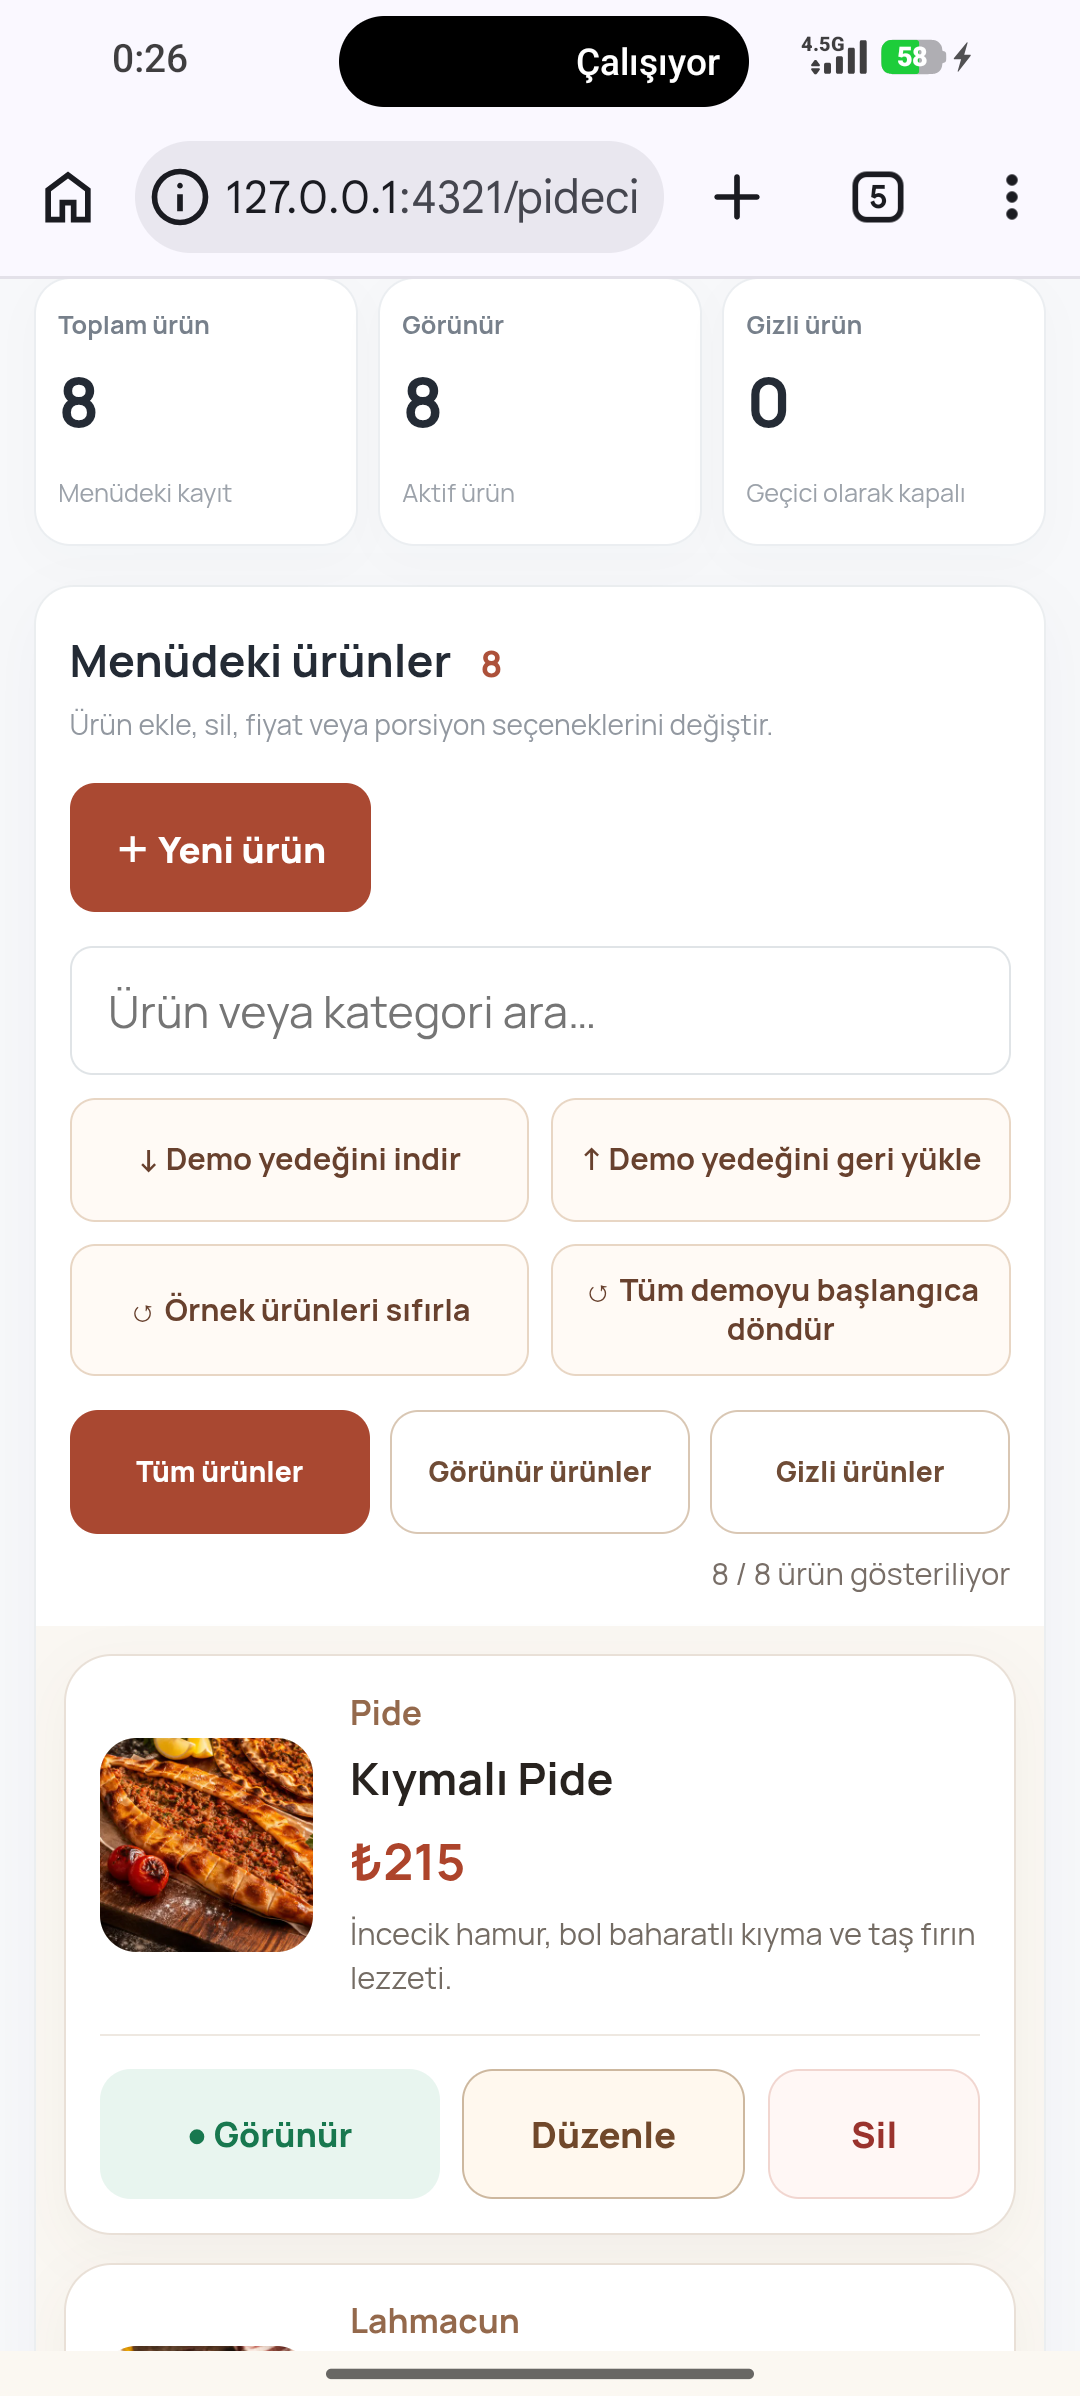 0:26
Çalışıyor
4.5G
58
127.0.0.1:4321/pideci
5
Toplam ürün
8
Menüdeki kayıt
Görünür
8
Aktif ürün
Gizli ürün
0
Geçici olarak kapalı
Menüdeki ürünler 8
Ürün ekle, sil, fiyat veya porsiyon seçeneklerini değiştir.
+ Yeni ürün
Ürün veya kategori ara...
↓ Demo yedeğini indir
↑ Demo yedeğini geri yükle
↺ Örnek ürünleri sıfırla
↺ Tüm demoyu başlangıca
döndür
Tüm ürünler
Görünür ürünler
Gizli ürünler
8 / 8 ürün gösteriliyor
Pide
Kıymalı Pide
₺215
İncecik hamur, bol baharatlı kıyma ve taş fırın
lezzeti.
● Görünür
Düzenle
Sil
Lahmacun